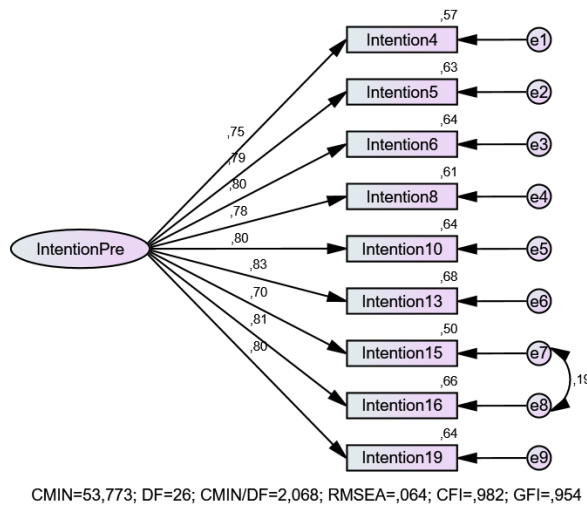 ,57
Intention4 e1
,75
,63
Intention5 e2
,79
,64
Intention6 e3
,80
,61
Intention8 e4
,78
,64
IntentionPre ,80 Intention10 e5
,68
,83 Intention13 e6
,50
,70 Intention15 e7
,19
,66
,81 Intention16 e8
,64
,80 Intention19 e9
CMIN=53,773; DF=26; CMIN/DF=2,068; RMSEA=,064; CFI=,982; GFI=,954